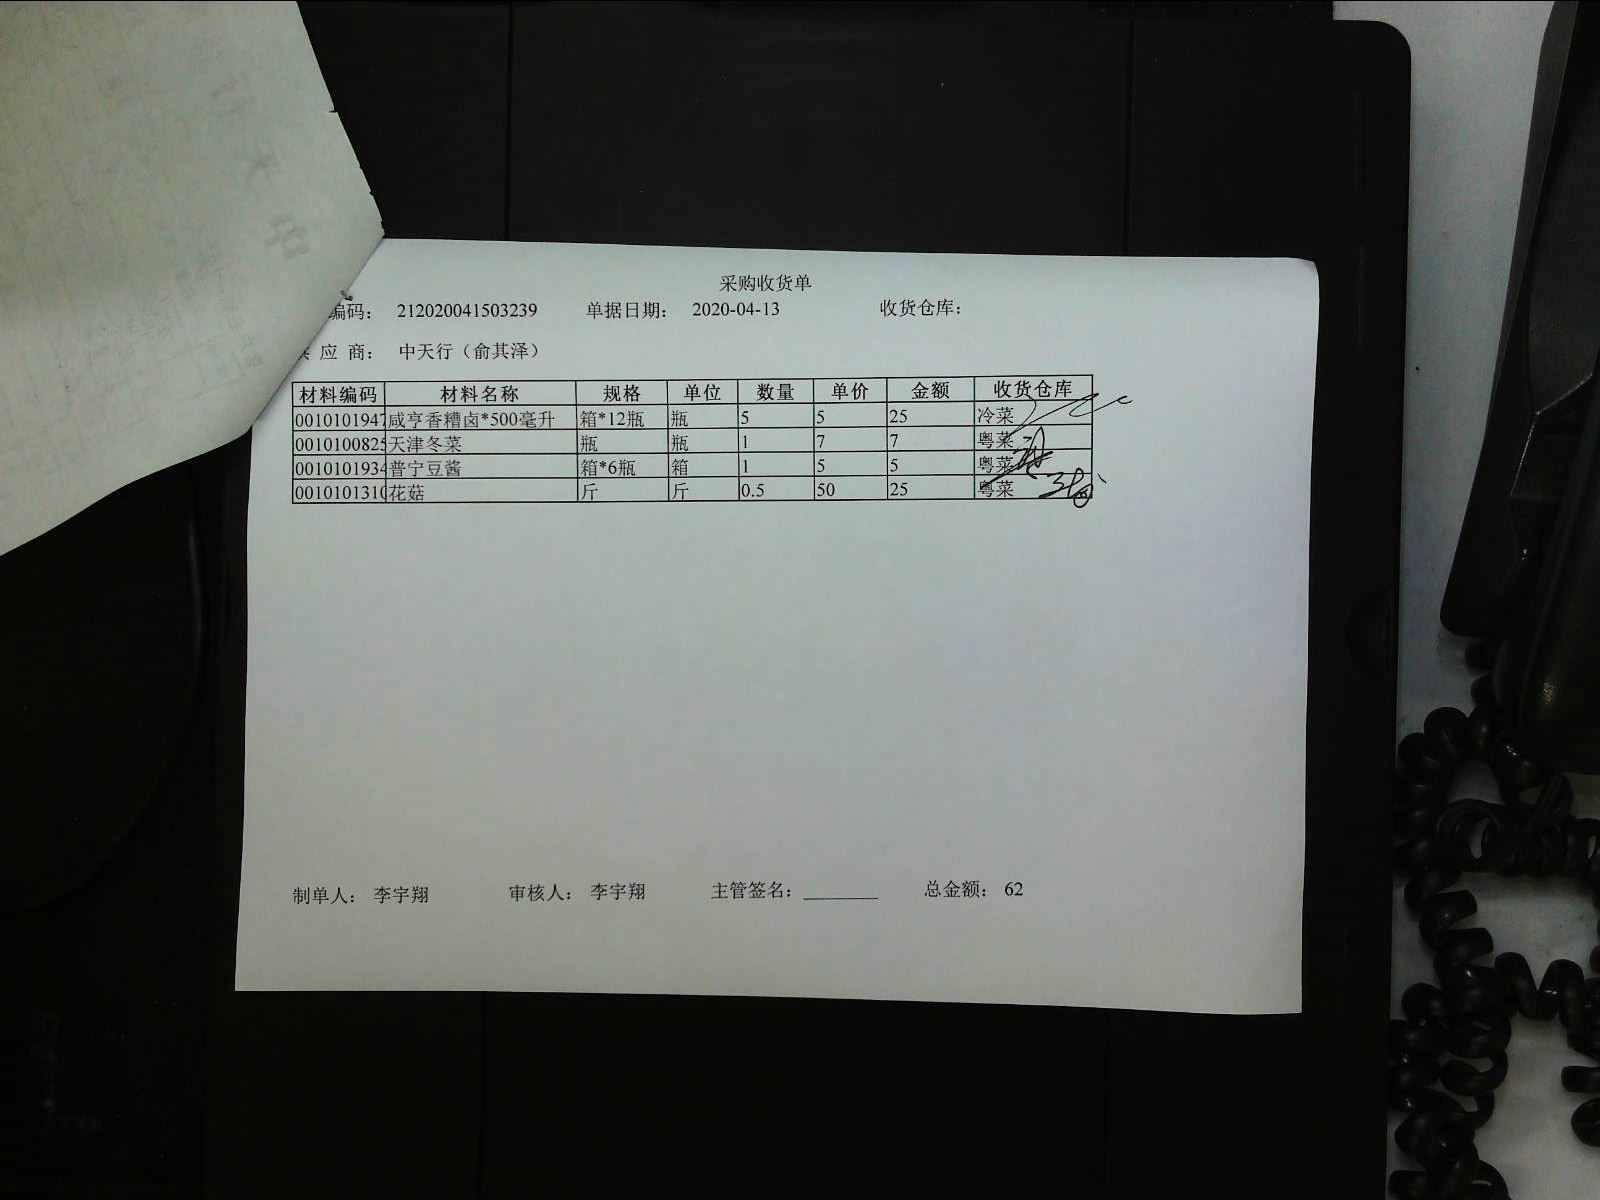 采购收货单
编码： 212020041503239 单据日期： 2020-04-13 收货仓库：
应 商： 中天行（俞其泽）
材料编码 材料名称 规格 单位 数量 单价 金额 收货仓库
0010101947 咸亨香糟卤*500毫升 箱*12瓶 瓶 5 5 25 冷菜
0010100825 天津冬菜 瓶 瓶 1 7 7 粤菜
0010101934 普宁豆酱 箱*6瓶 箱 1 5 5 粤菜
0010101310 花菇 斤 斤 0.5 50 25 粤菜
制单人： 李宇翔 审核人： 李宇翔 主管签名： 总金额： 62